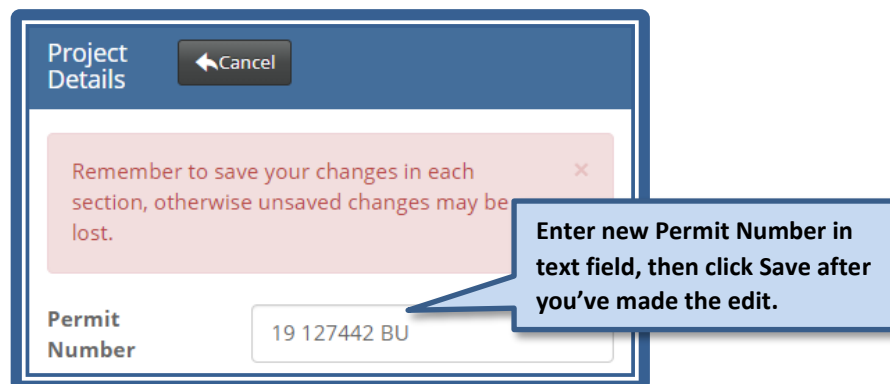 Project
Details
Cancel
Remember to save your changes in each
section, otherwise unsaved changes may be
lost.
×
Enter new Permit Number in
text field, then click Save after
you’ve made the edit.
Permit
Number
19 127442 BU